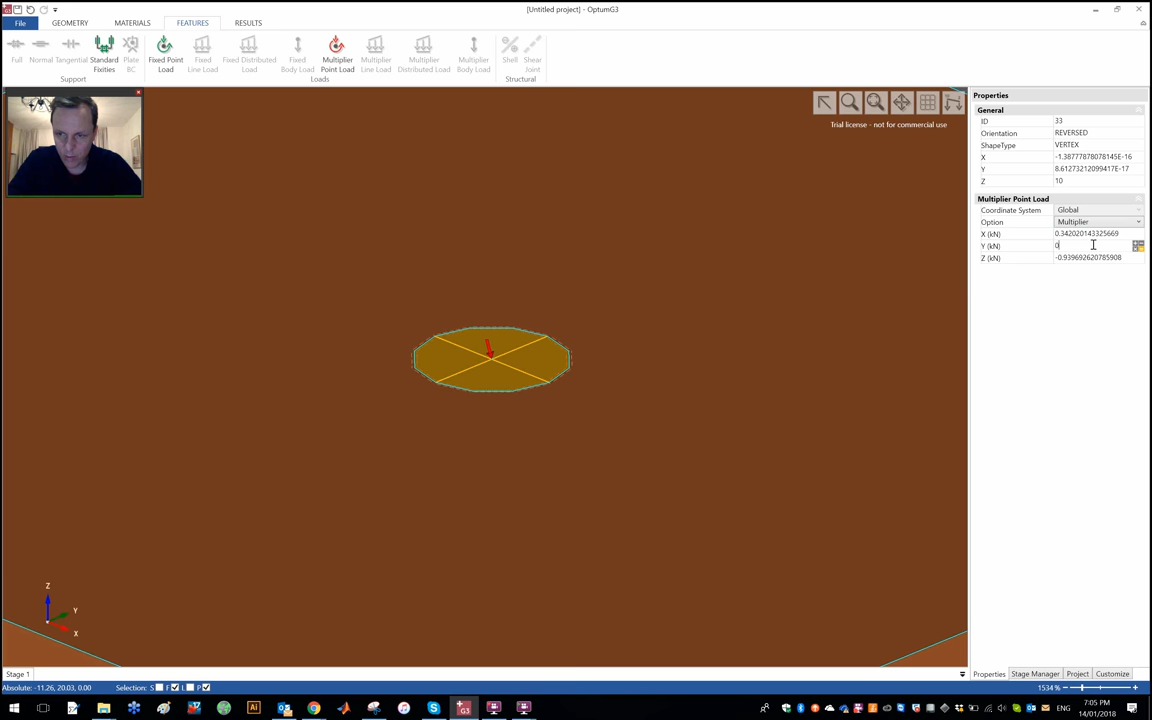 [Untitled project] - OptumG3
File GEOMETRY MATERIALS FEATURES RESULTS
Full Normal Tangential Standard Fixities Plate BC
Fixed Point Load Fixed Line Load Fixed Distributed Load Fixed Body Load Multiplier Point Load Multiplier Line Load Multiplier Distributed Load Multiplier Body Load
Shell Shear Joint
Support Loads Structural
Trial license - not for commercial use
Properties
General
ID 33
Orientation REVERSED
ShapeType VERTEX
X -1.38777878078145E-16
Y 8.61273212099417E-17
Z 10
Multiplier Point Load
Coordinate System Global
Option Multiplier
X (kN) 0.342020143325669
Y (kN) 0
Z (kN) -0.939692620785908
Z
Y
X
Stage 1
Properties Stage Manager Project Customize
Absolute: -11.26, 20.03, 0.00 Selection: S F L P
1534 %
G3
Ai
ENG
7:05 PM
14/01/2018